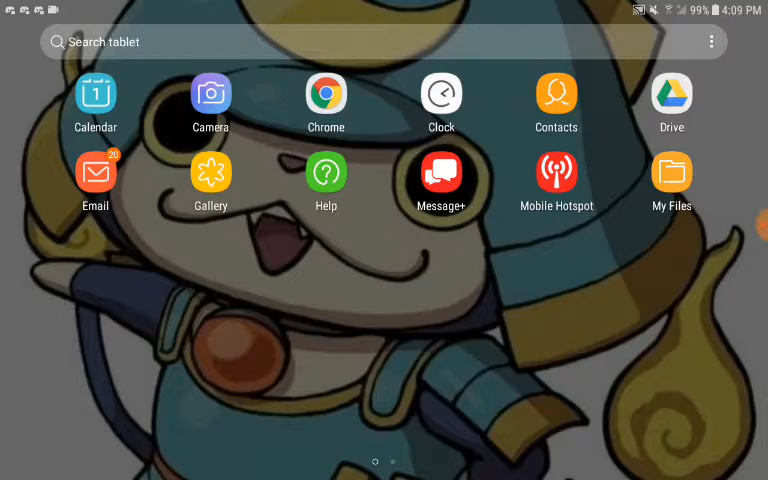 99% 4:09 PM
Search tablet
1
Calendar Camera Chrome Clock Contacts Drive
20
Email Gallery Help Message+ Mobile Hotspot My Files